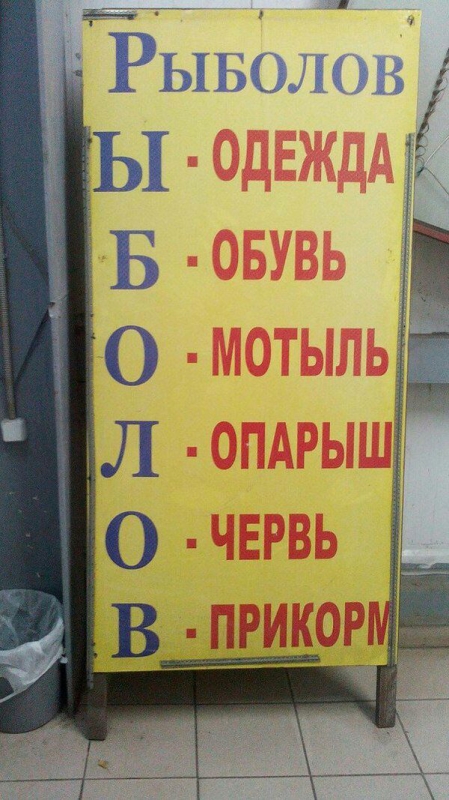 Рыболов
Ы - ОДЕЖДА
Б - ОБУВЬ
О - МОТЫЛЬ
Л - ОПАРЫШ
О - ЧЕРВЬ
В - ПРИКОРМ